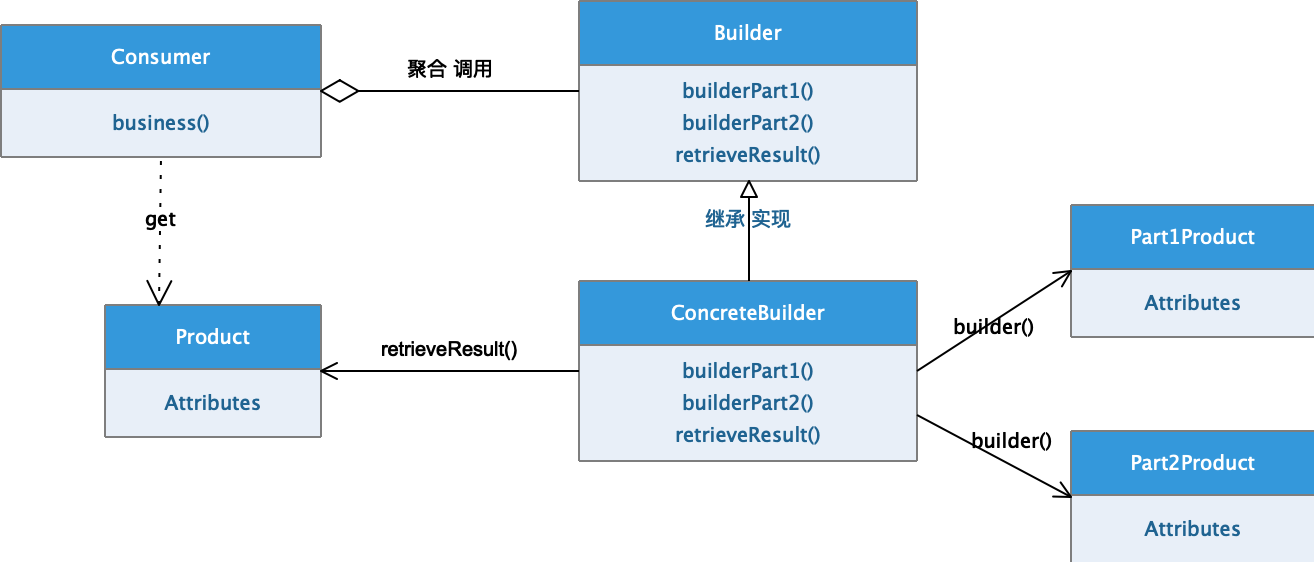 Consumer
business()
聚合 调用
Builder
builderPart1()
builderPart2()
retrieveResult()
get
继承 实现
Product
Attributes
retrieveResult()
ConcreteBuilder
builderPart1()
builderPart2()
retrieveResult()
builder()
Part1Product
Attributes
builder()
Part2Product
Attributes